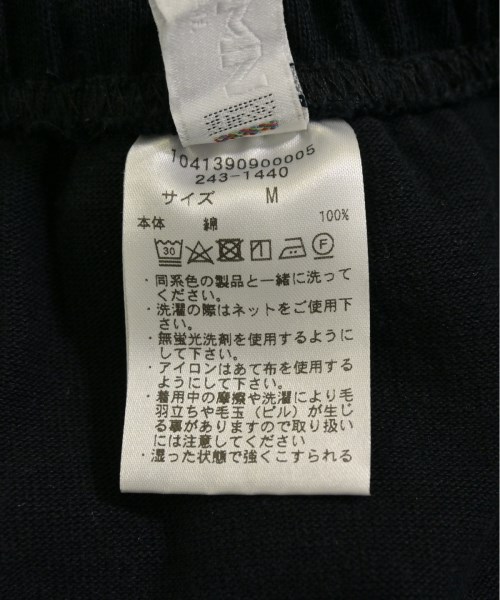 1041390900005
243-1440
サイズ M
本体 綿 100%
30 F
・同系色の製品と一緒に洗って
ください。
・洗濯の際はネットをご使用下
さい。
・無蛍光洗剤を使用するように
して下さい。
・アイロンはあて布を使用する
ようにして下さい。
・着用中の摩擦や洗濯により毛
羽立ちや毛玉（ピル）が生じ
る事がありますので取り扱い
には注意してください
・湿った状態で強くこすられる